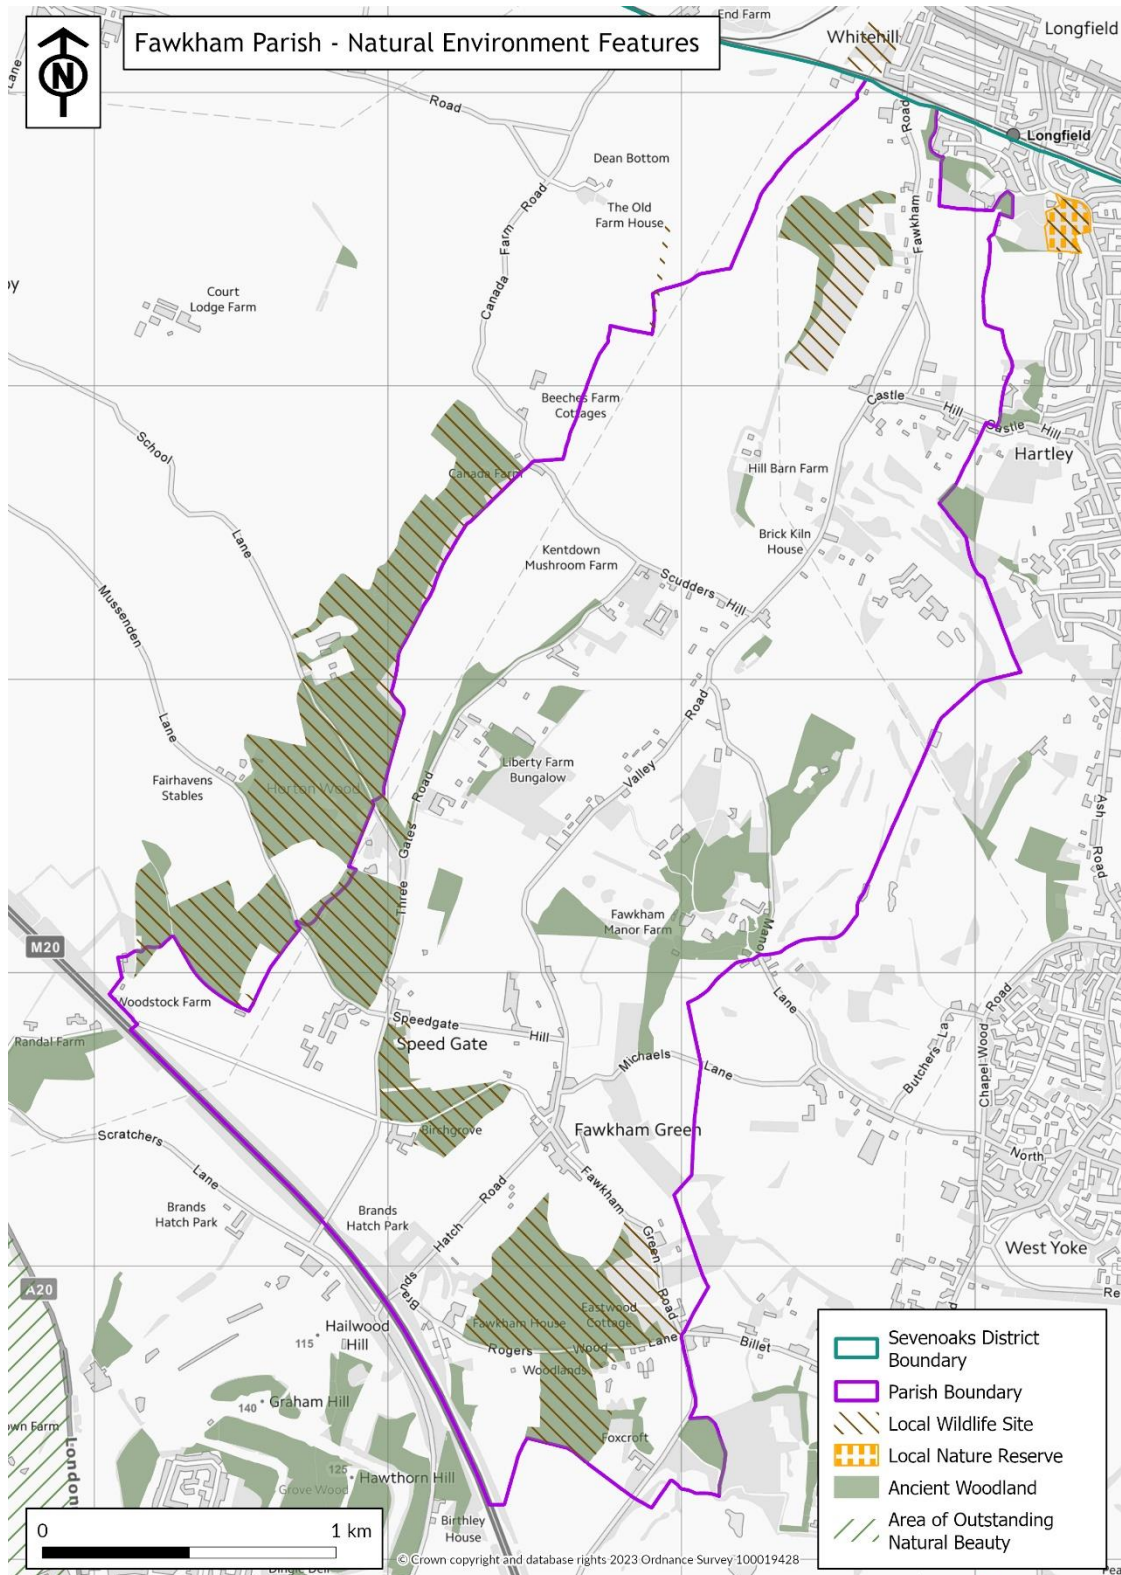 End Farm
Fawkham Parish - Natural Environment Features
N
Whitehill
Longfield
Lane
Road
Road
Longfield
Dean Bottom
The Old
Farm House
Canada Farm Road
Fawkham
Court
Lodge Farm
Beeches Farm
Cottages
Castle Hill
Castle Hill
Hartley
School
Lane
Canada Farm
Hill Barn Farm
Brick Kiln
House
Kentdown
Mushroom Farm
Scudders Hill
Mussenden
Lane
Valley Road
Liberty Farm
Bungalow
Fairhavens
Stables
Horton Wood
Three Gates Road
Ash Road
Fawkham
Manor Farm
Manor
Lane
M20
Woodstock Farm
Speedgate Hill
Randal Farm
Speed Gate
Michaels Lane
Butchers La
Road
Chapel Wood
Birchgrove
Fawkham Green
Scratchers
Lane
North
Brands
Hatch Park
Brands
Hatch Park
Brands Hatch Road
Fawkham Green Road
West Yoke
A20
Re
Fawkham House
Eastwood
Cottage
Hailwood
Hill
115
Rogers Wood Lane
Billet
Woodlands
140
Graham Hill
own Farm
London
Foxcroft
125
Hawthorn Hill
Grove Wood
Birthley
House
Sevenoaks District
Boundary
Parish Boundary
Local Wildlife Site
Local Nature Reserve
Ancient Woodland
Area of Outstanding
Natural Beauty
0 1 km
© Crown copyright and database rights 2023 Ordnance Survey 100019428
Pea